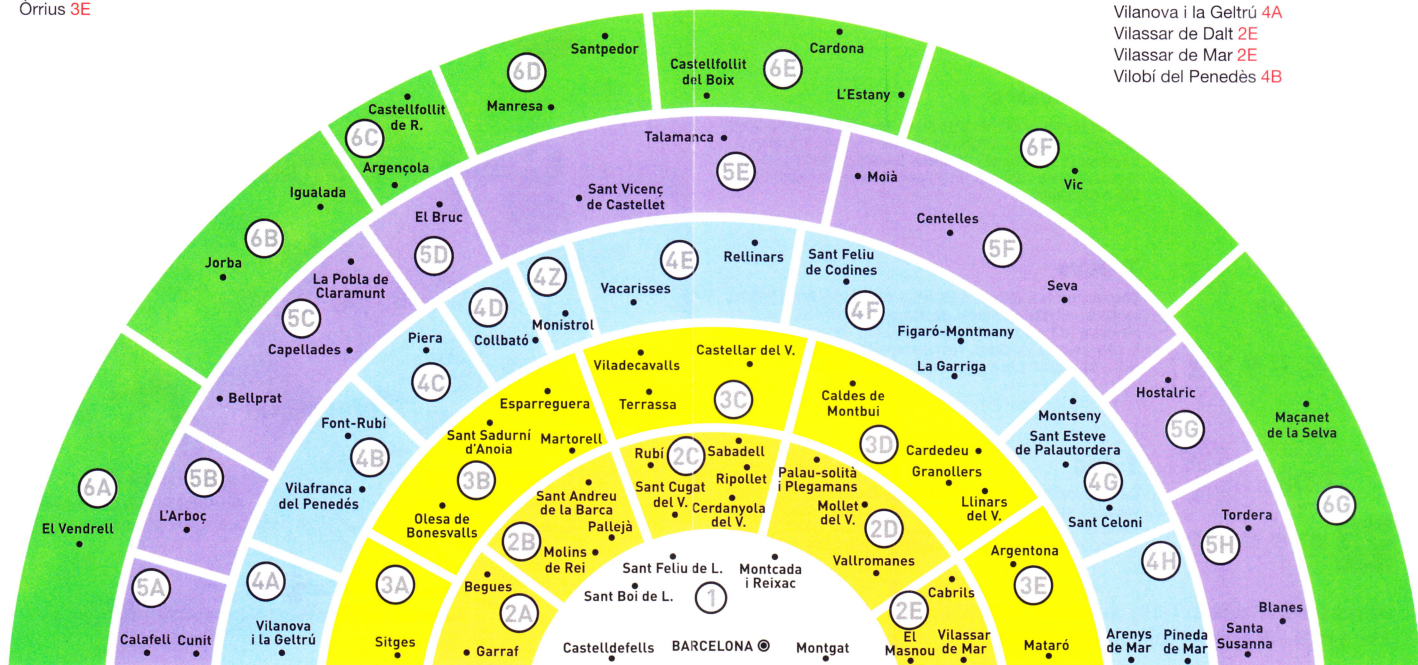 Òrrius 3E
Vilanova i la Geltrú 4A
Vilassar de Dalt 2E
Vilassar de Mar 2E
Vilobí del Penedès 4B
6D
Santpedor
Manresa
6E
Cardona
Castellfollit
del Boix
L'Estany
6C
Castellfollit
de R.
Argençola
6F
Vic
6B
Igualada
Jorba
6A
El Vendrell
6G
Maçanet
de la Selva
5E
Talamanca
Sant Vicenç
de Castellet
5F
Moià
Centelles
Seva
5D
El Bruc
5C
La Pobla de
Claramunt
Capellades
Bellprat
5B
L'Arboç
5A
Calafell
Cunit
5G
Hostalric
5H
Tordera
Blanes
Santa
Susanna
4Z
Monistrol
4E
Rellinars
Vacarisses
4F
Sant Feliu
de Codines
Figaró-Montmany
La Garriga
4D
Collbató
4C
Piera
4B
Font-Rubí
Vilafranca
del Penedés
4A
Vilanova
i la Geltrú
4G
Montseny
Sant Esteve
de Palautordera
Sant Celoni
4H
Arenys
de Mar
Pineda
de Mar
3C
Viladecavalls
Castellar del V.
Terrassa
3D
Caldes de
Montbui
Cardedeu
Granollers
Llinars
del V.
3B
Esparreguera
Sant Sadurní
d'Anoia
Martorell
Olesa de
Bonesvalls
3A
Sitges
3E
Argentona
Mataró
2C
Rubí
Sabadell
Ripollet
Sant Cugat
del V.
Cerdanyola
del V.
2D
Palau-solità
i Plegamans
Mollet
del V.
Vallromanes
2B
Sant Andreu
de la Barca
Pallejà
Molins
de Rei
2A
Begues
Garraf
2E
Cabrils
El
Masnou
Vilassar
de Mar
1
Sant Feliu de L.
Montcada
i Reixac
Sant Boi de L.
Castelldefells
BARCELONA
Montgat